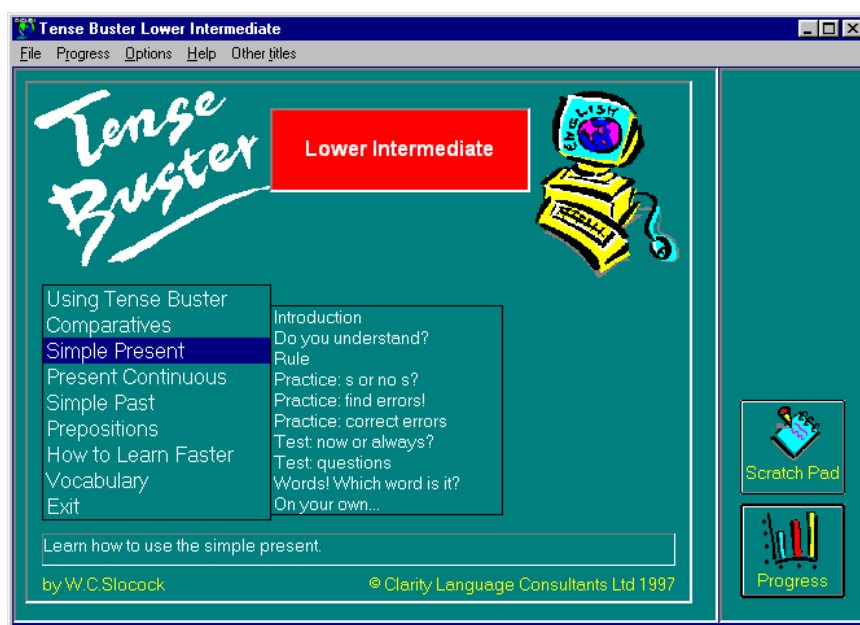 Tense Buster Lower Intermediate
File Progress Options Help Other titles
Tense
Buster
Lower Intermediate
ENGLISH
Using Tense Buster
Comparatives
Simple Present
Present Continuous
Simple Past
Prepositions
How to Learn Faster
Vocabulary
Exit
Introduction
Do you understand?
Rule
Practice: s or no s?
Practice: find errors!
Practice: correct errors
Test: now or always?
Test: questions
Words! Which word is it?
On your own...
Learn how to use the simple present.
by W.C.Slocock © Clarity Language Consultants Ltd 1997
Scratch Pad
Progress